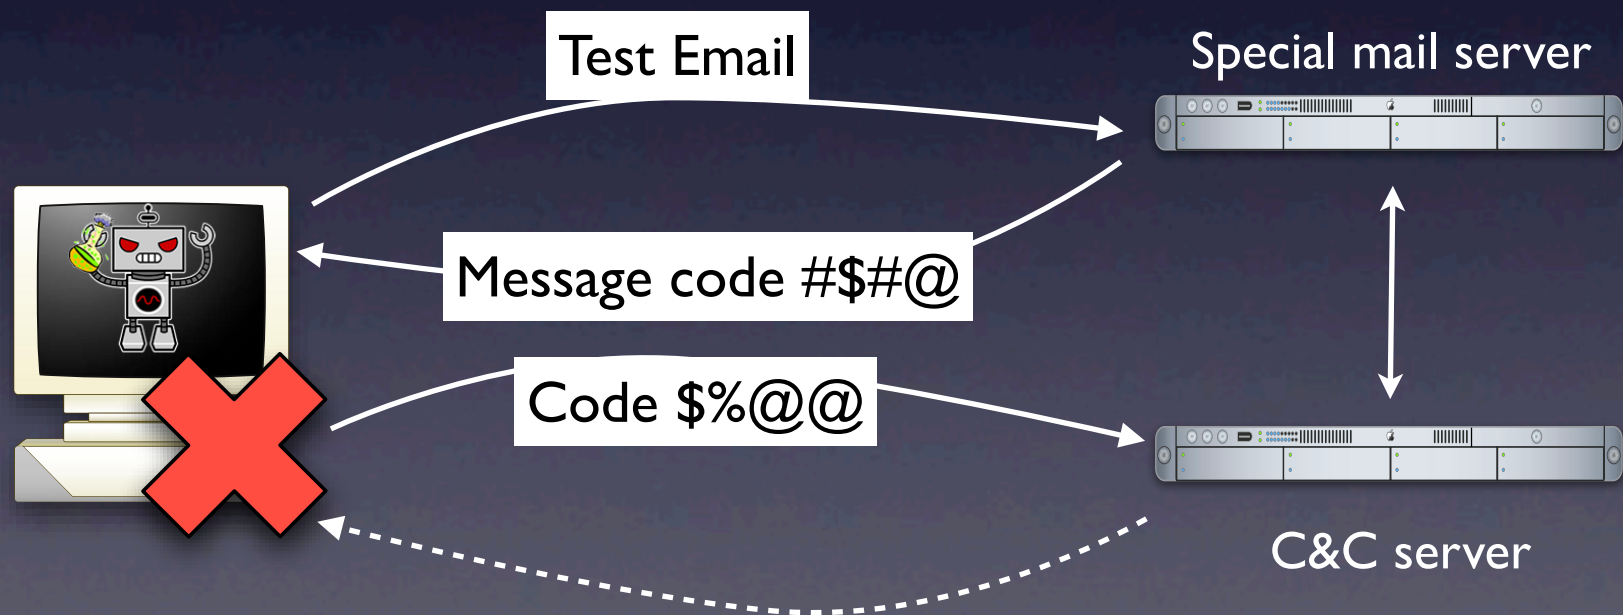 Test Email
Special mail server
Message code #$#@
Code $%@@
C&C server